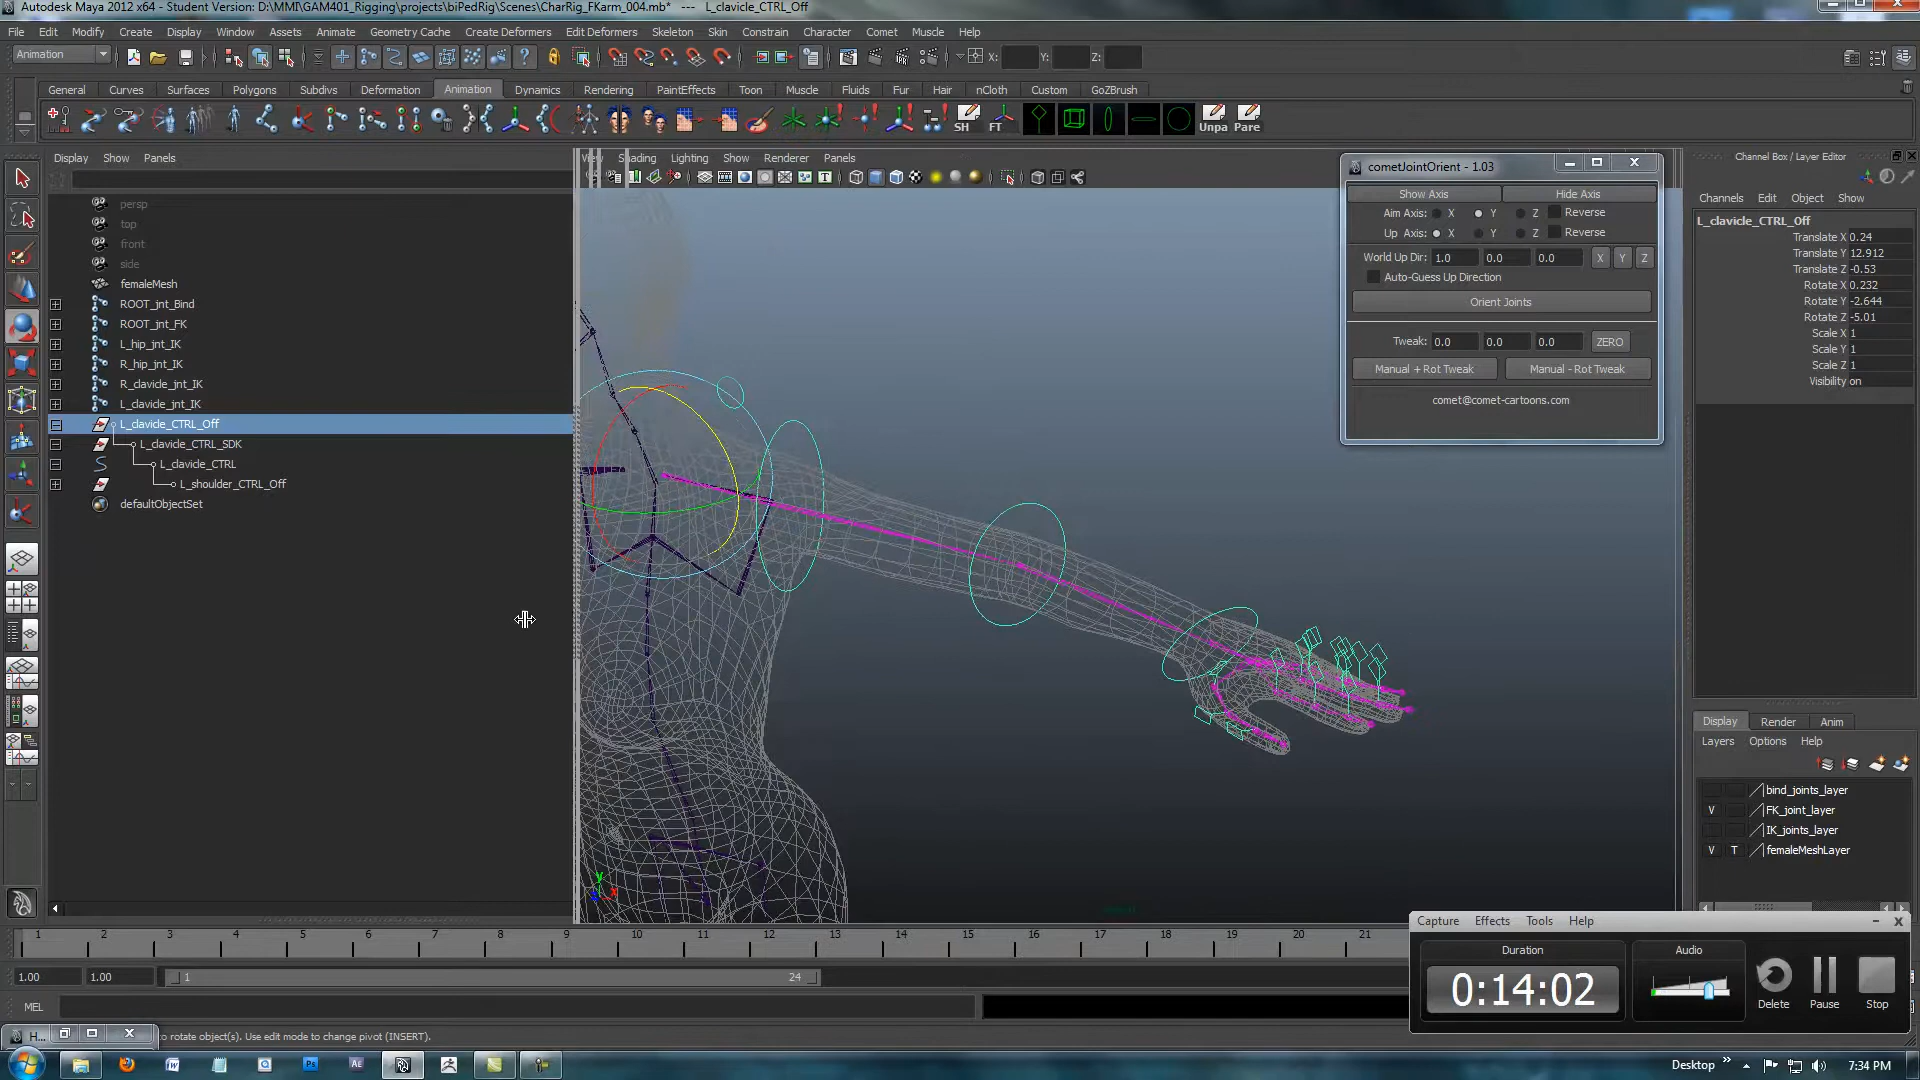 Autodesk Maya 2012 x64 - Student Version: D:\MMI\GAM401_Rigging\projects\biPedRig\Scenes\CharRig_FKarm_004.mb* --- L_clavicle_CTRL_Off
File Edit Modify Create Display Window Assets Animate Geometry Cache Create Deformers Edit Deformers Skeleton Skin Constrain Character Comet Muscle Help
Animation X: Y: Z:
General Curves Surfaces Polygons Subdivs Deformation Animation Dynamics Rendering PaintEffects Toon Muscle Fluids Fur Hair nCloth Custom GoZBrush
SH FT Unpa Pare
Display Show Panels
Shading Lighting Show Renderer Panels
persp
top
front
side
femaleMesh
ROOT_jnt_Bind
ROOT_jnt_FK
L_hip_jnt_IK
R_hip_jnt_IK
R_clavicle_jnt_IK
L_clavicle_jnt_IK
L_clavicle_CTRL_Off
L_clavicle_CTRL_SDK
L_clavicle_CTRL
L_shoulder_CTRL_Off
defaultObjectSet
cometJointOrient - 1.03
Show Axis Hide Axis
Aim Axis: X Y Z Reverse
Up Axis: X Y Z Reverse
World Up Dir: 1.0 0.0 0.0 X Y Z
Auto-Guess Up Direction
Orient Joints
Tweak: 0.0 0.0 0.0 ZERO
Manual + Rot Tweak Manual - Rot Tweak
comet@comet-cartoons.com
Channel Box / Layer Editor
Channels Edit Object Show
L_clavicle_CTRL_Off
Translate X 0.24
Translate Y 12.912
Translate Z -0.53
Rotate X 0.232
Rotate Y -2.644
Rotate Z -5.01
Scale X 1
Scale Y 1
Scale Z 1
Visibility on
Display Render Anim
Layers Options Help
bind_joints_layer
V FK_joint_layer
IK_joints_layer
V T femaleMeshLayer
y x
Capture Effects Tools Help
Duration Audio
0:14:02
Delete Pause Stop
1 2 3 4 5 6 7 8 9 10 11 12 13 14 15 16 17 18 19 20 21
1.00 1.00 1 24
MEL
H...
to rotate object(s). Use edit mode to change pivot (INSERT).
Desktop 7:34 PM